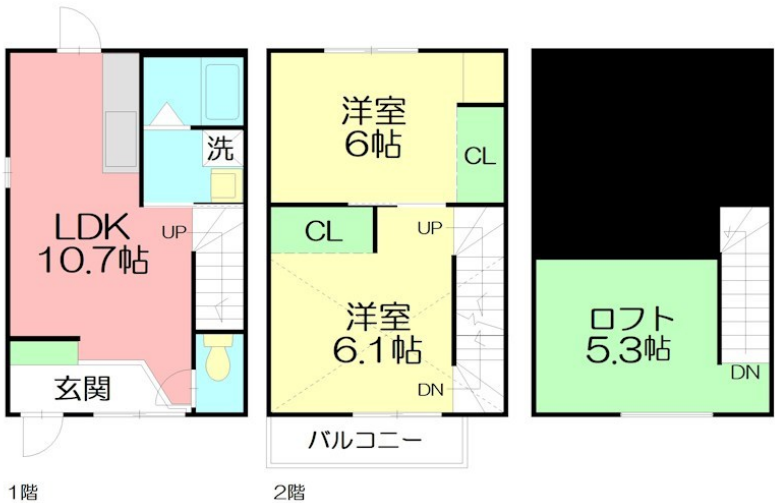 洗
LDK
10.7帖
UP
玄関
1階
洋室
6帖
CL
CL
UP
洋室
6.1帖
DN
バルコニー
2階
ロフト
5.3帖
DN